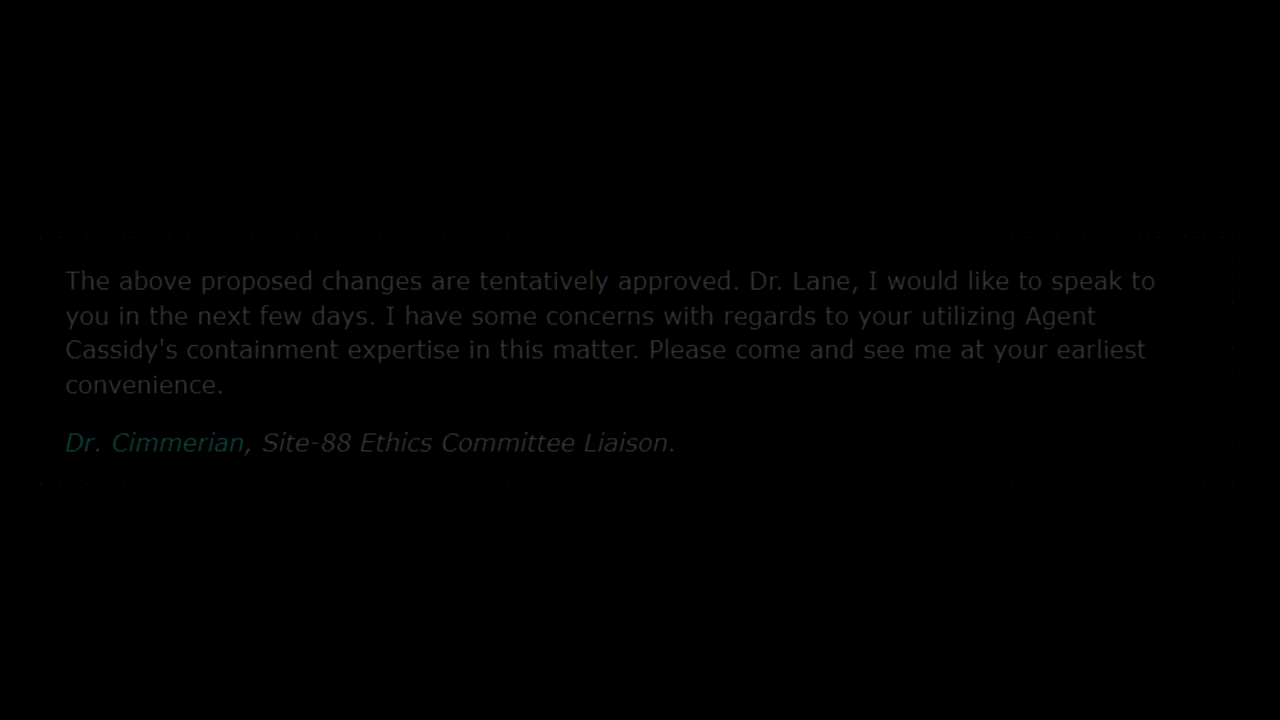 The above proposed changes are tentatively approved. Dr. Lane, I would like to speak to
you in the next few days. I have some concerns with regards to your utilizing Agent
Cassidy's containment expertise in this matter. Please come and see me at your earliest
convenience.
Dr. Cimmerian, Site-88 Ethics Committee Liaison.